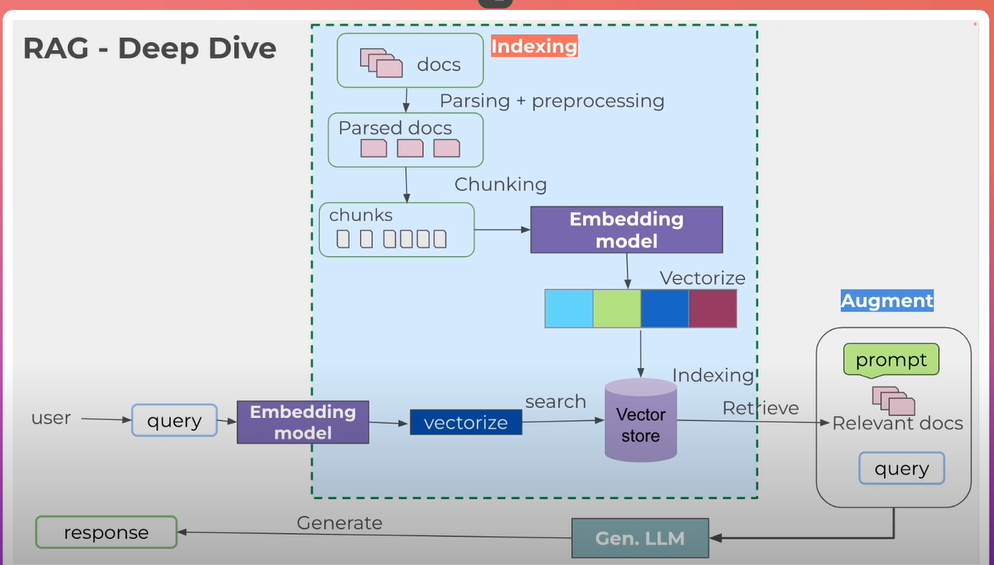 RAG - Deep Dive
Indexing
docs
Parsing + preprocessing
Parsed docs
Chunking
chunks
Embedding
model
Vectorize
Augment
prompt
Indexing
Relevant docs
query
user
query
Embedding
model
vectorize
search
Vector
store
Retrieve
Gen. LLM
Generate
response